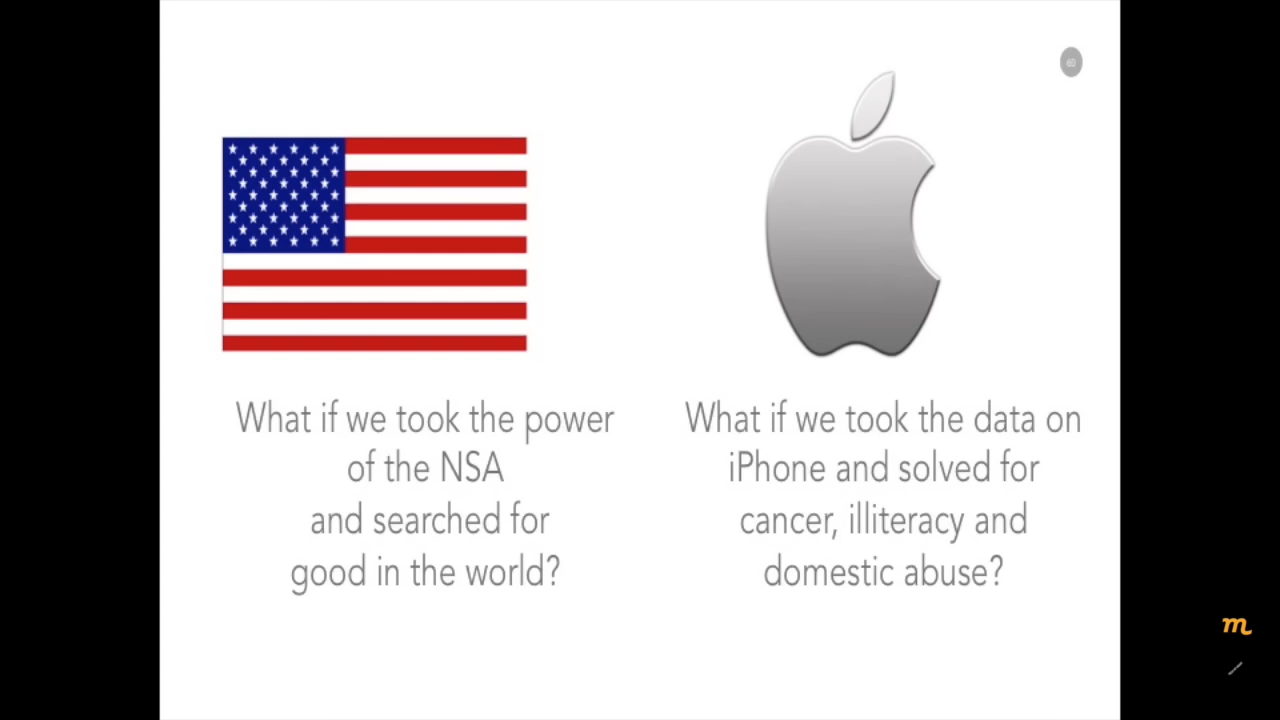 What if we took the power
of the NSA
and searched for
good in the world?
What if we took the data on
iPhone and solved for
cancer, illiteracy and
domestic abuse?
m